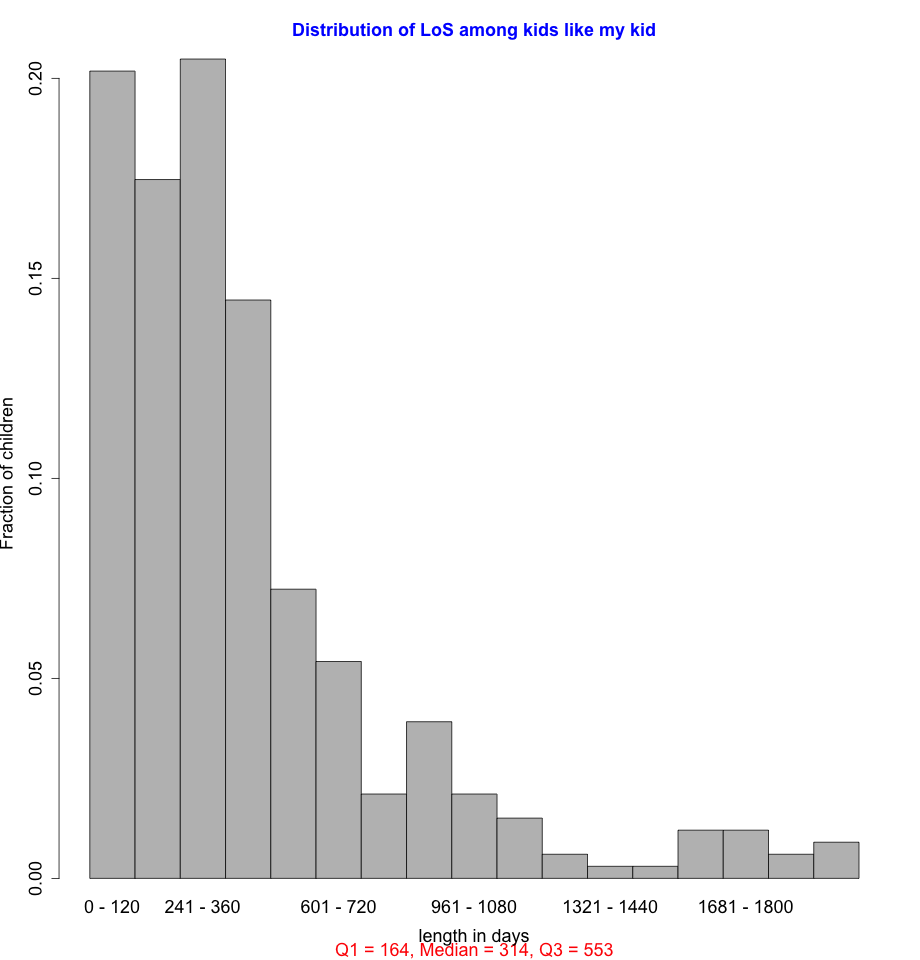 Distribution of LoS among kids like my kid
0.20
0.15
0.10
0.05
0.00
Fraction of children
0 - 120 241 - 360 601 - 720 961 - 1080 1321 - 1440 1681 - 1800
length in days
Q1 = 164, Median = 314, Q3 = 553